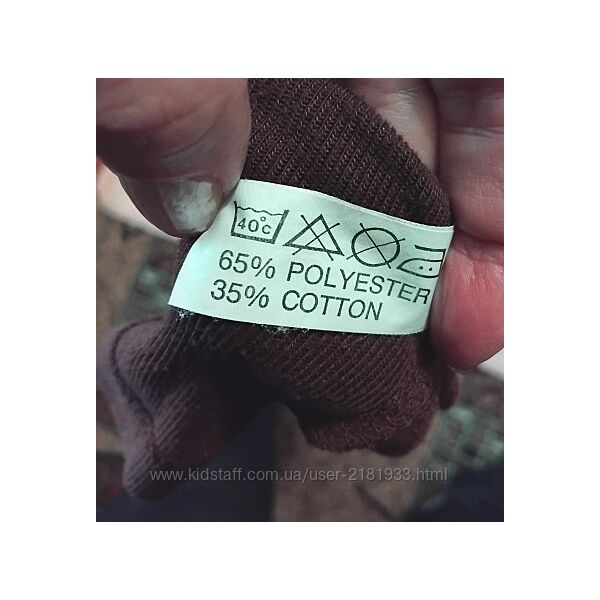 40°c
65% POLYESTER
35% COTTON
www.kidstaff.com.ua/user-2181933.html